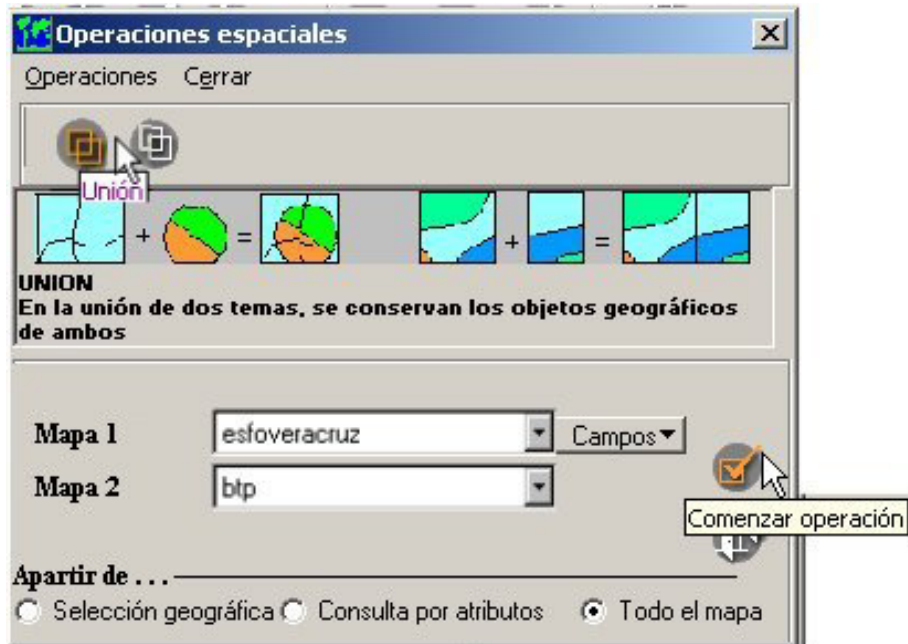 Operaciones espaciales
Operaciones Cerrar
Unión
+ = + =
UNION
En la unión de dos temas, se conservan los objetos geográficos
de ambos
Mapa 1 esfoveracruz Campos
Mapa 2 btp
Comenzar operación
Apartir de . . .
Selección geográfica Consulta por atributos Todo el mapa